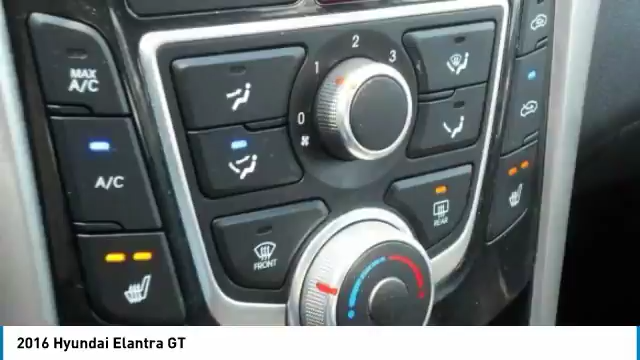 MAX
A/C
A/C
0
1
2
3
FRONT
REAR
2016 Hyundai Elantra GT